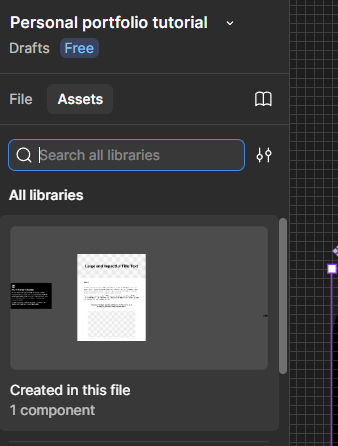 Personal portfolio tutorial
Drafts Free
File Assets
Search all libraries
All libraries
Large and Impactful Title Text
Created in this file
1 component